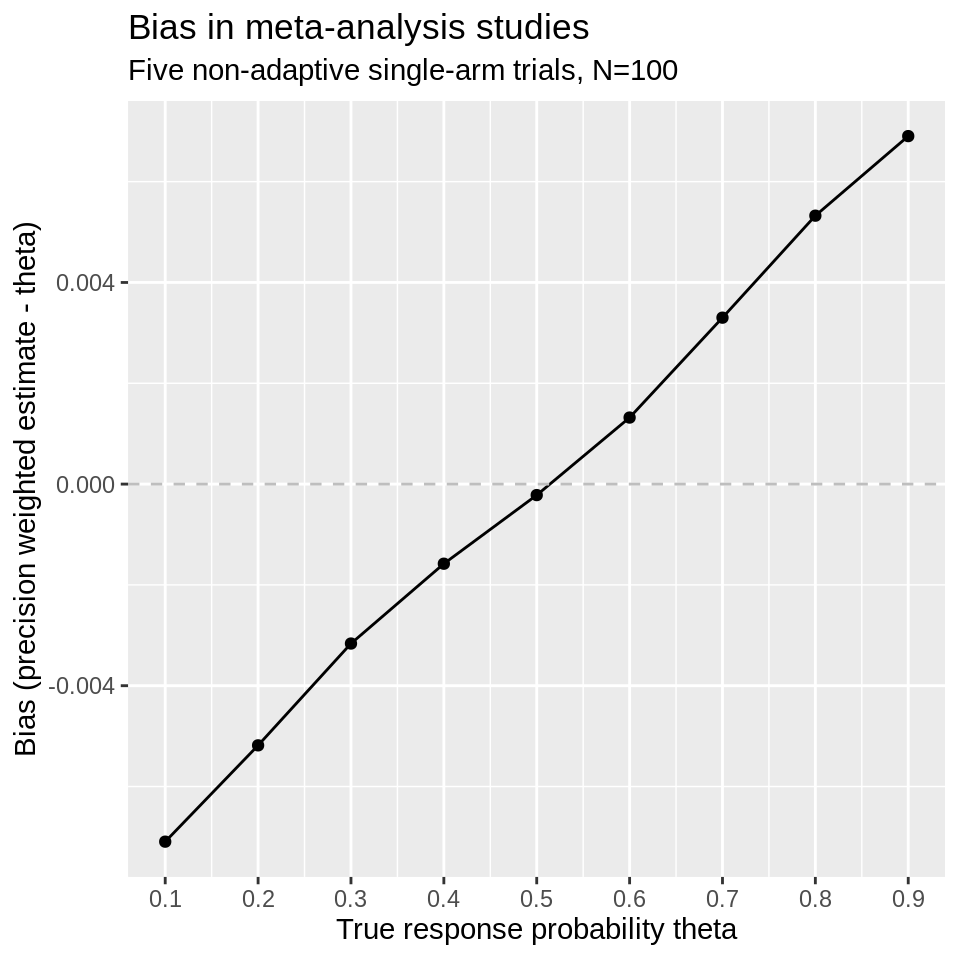 Bias in meta-analysis studies
Five non-adaptive single-arm trials, N=100
Bias (precision weighted estimate - theta)
0.004
0.000
-0.004
0.1 0.2 0.3 0.4 0.5 0.6 0.7 0.8 0.9
True response probability theta